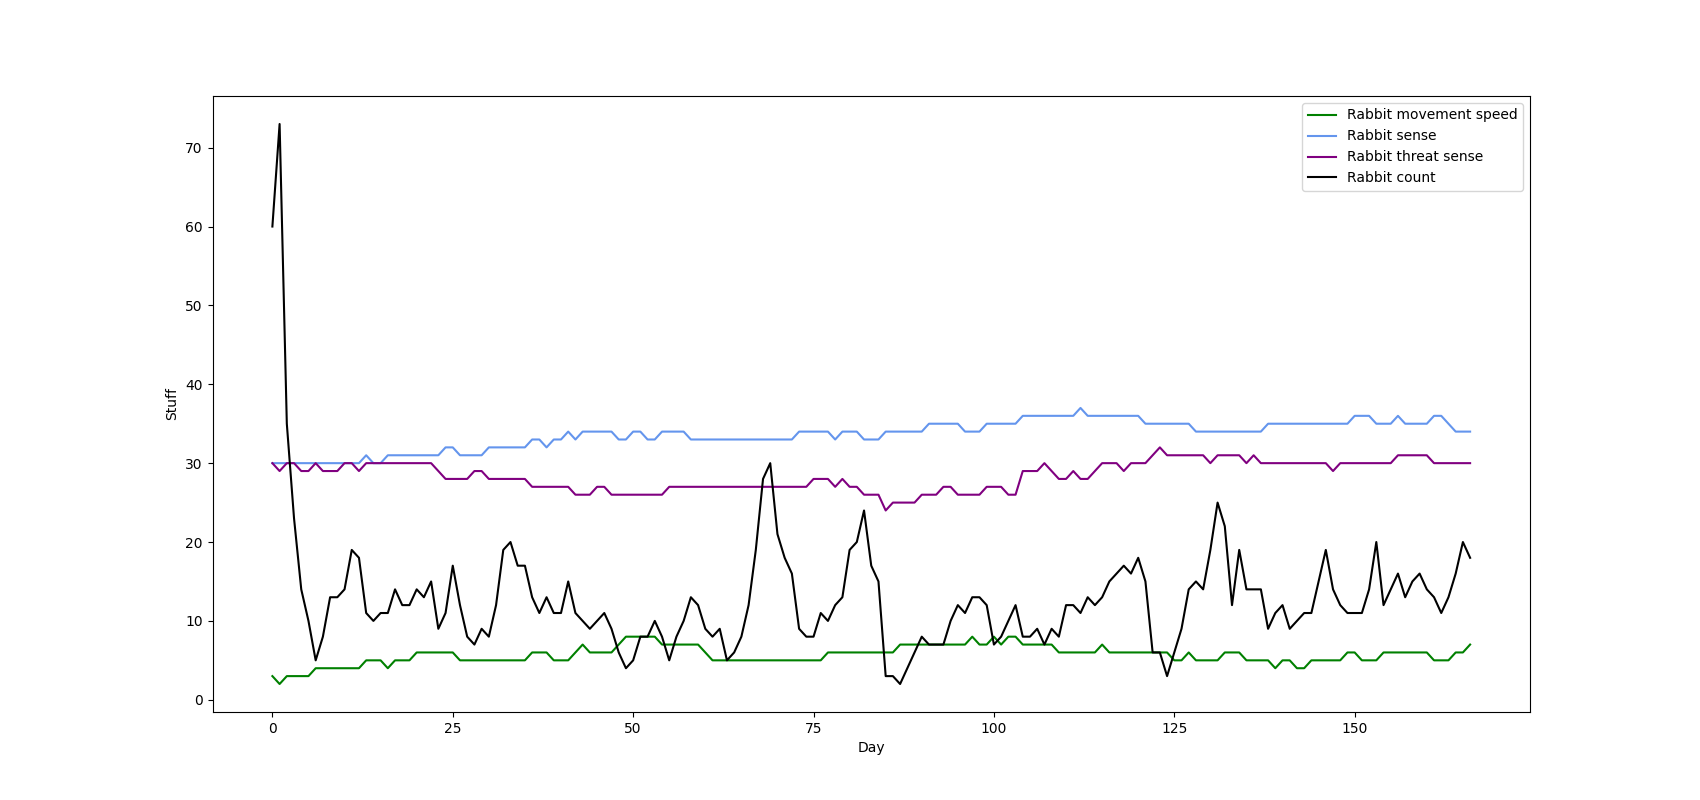 Rabbit movement speed
Rabbit sense
Rabbit threat sense
Rabbit count
70
60
50
40
30
20
10
0
Stuff
0 25 50 75 100 125 150
Day